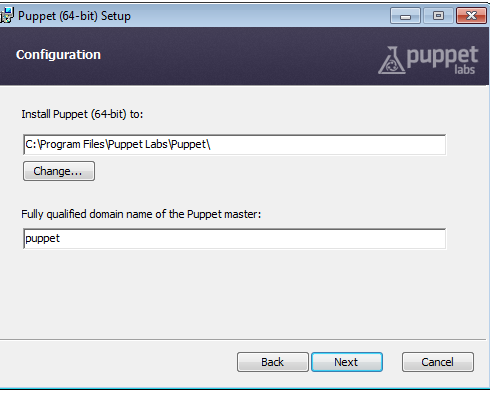 Puppet (64-bit) Setup
Configuration
puppet
labs
Install Puppet (64-bit) to:
C:\Program Files\Puppet Labs\Puppet\
Change...
Fully qualified domain name of the Puppet master:
puppet
Back Next Cancel